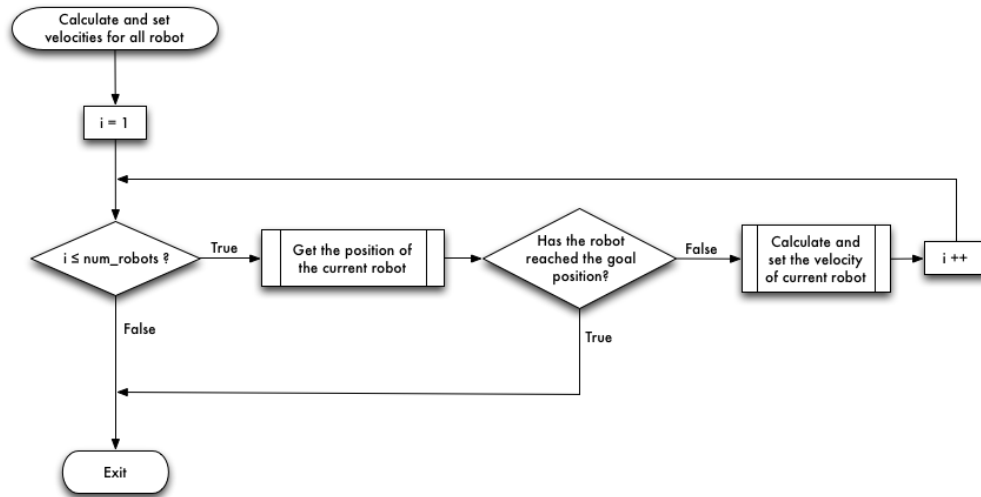 Calculate and set
velocities for all robot
i = 1
i ≤ num_robots ?
True
Get the position of
the current robot
Has the robot
reached the goal
position?
False
Calculate and
set the velocity
of current robot
i ++
False
True
Exit